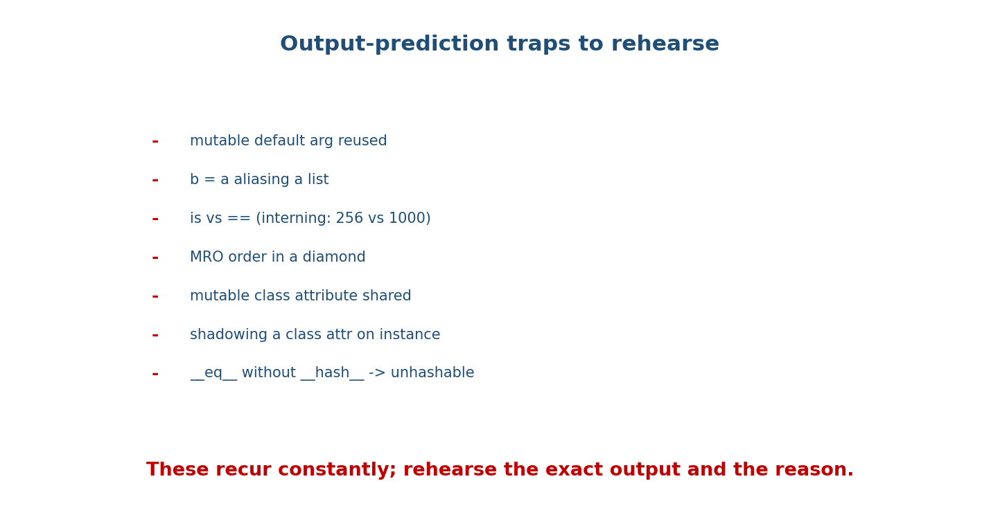 Output-prediction traps to rehearse
- mutable default arg reused
- b = a aliasing a list
- is vs == (interning: 256 vs 1000)
- MRO order in a diamond
- mutable class attribute shared
- shadowing a class attr on instance
- __eq__ without __hash__ -> unhashable
These recur constantly; rehearse the exact output and the reason.